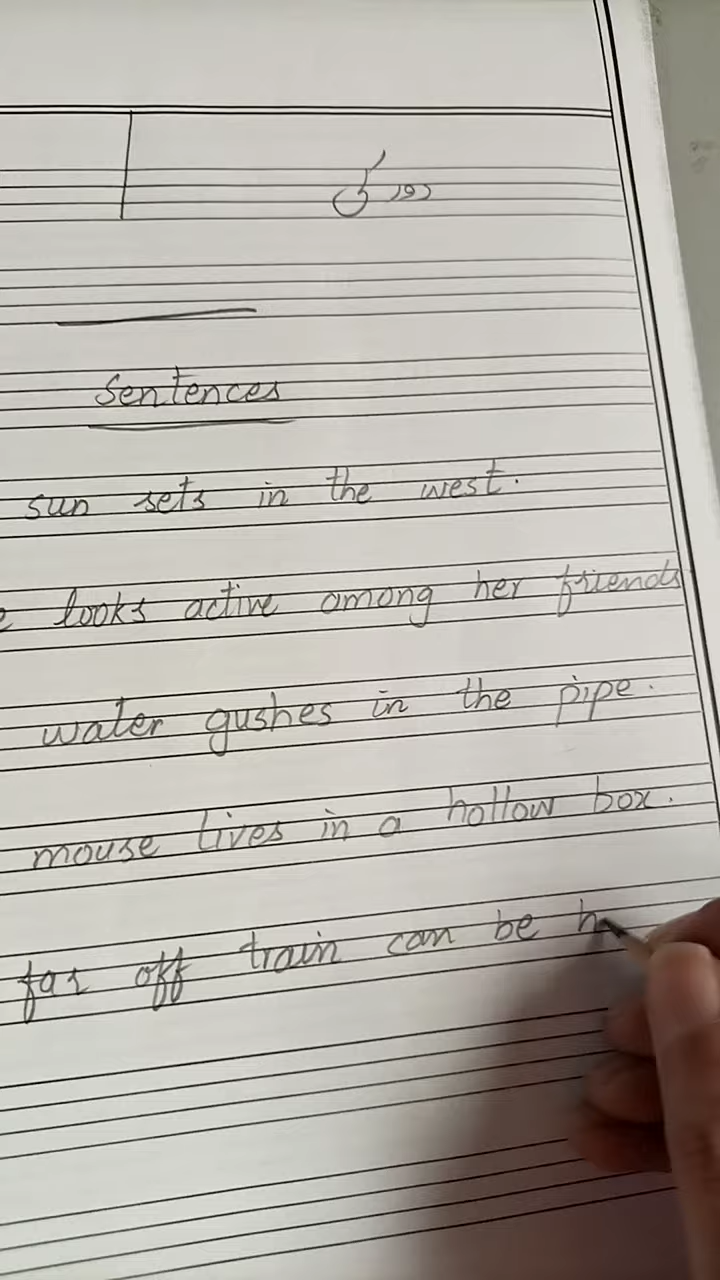 Sentences
sun sets in the west.
e looks active among her friends
water gushes in the pipe.
mouse lives in a hollow box.
far off train can be h